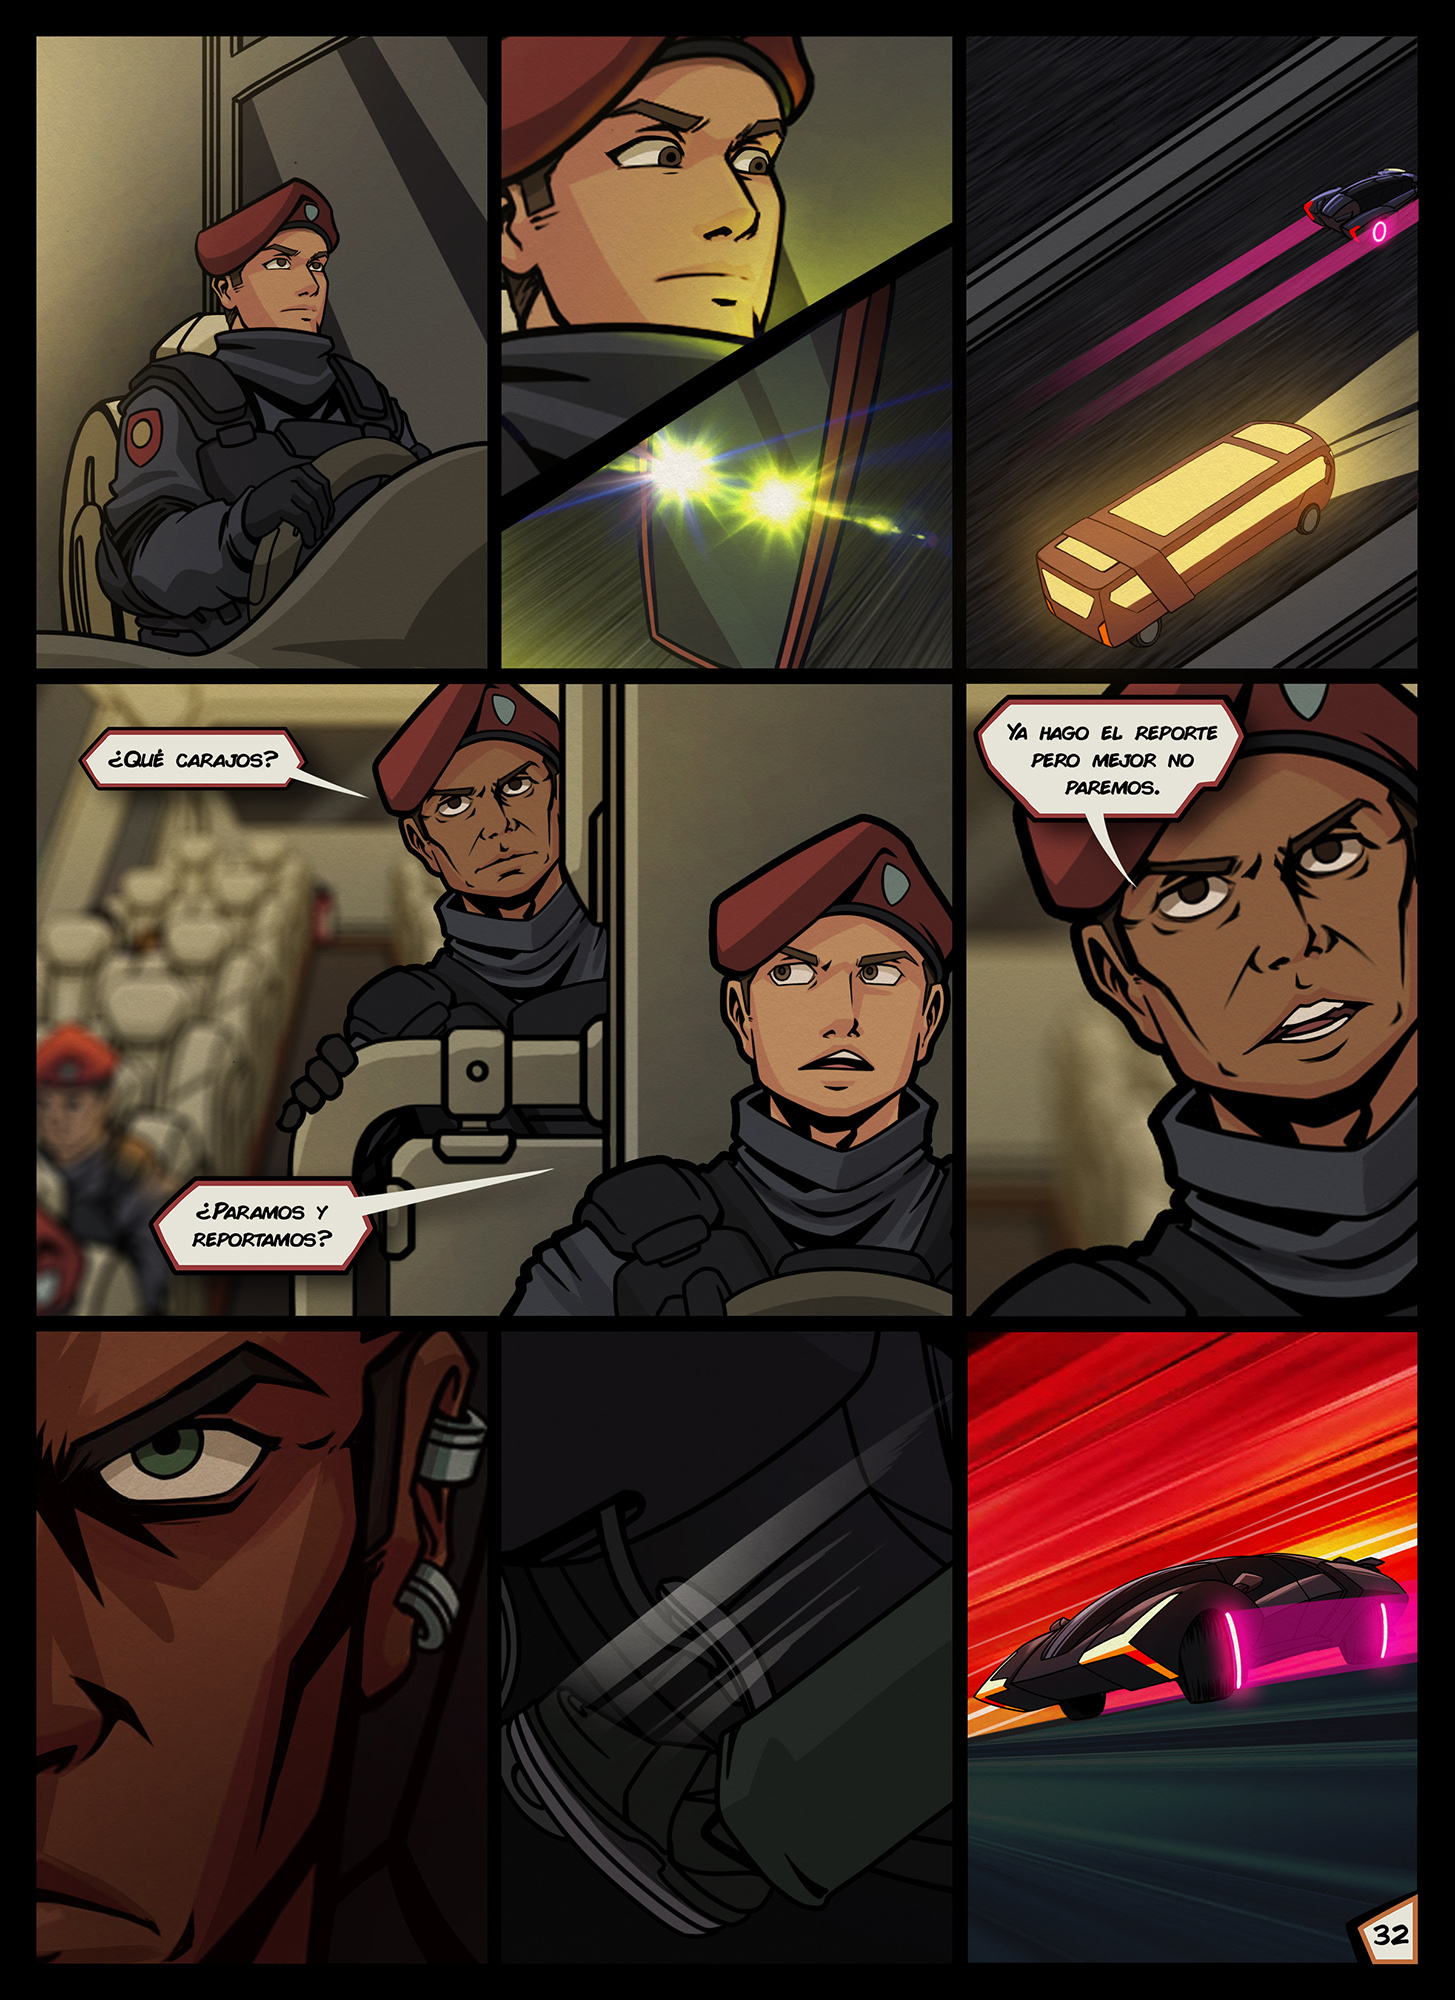 ¿Qué carajos?
¿Paramos y
reportamos?
Ya hago el reporte
pero mejor no
paremos.
32